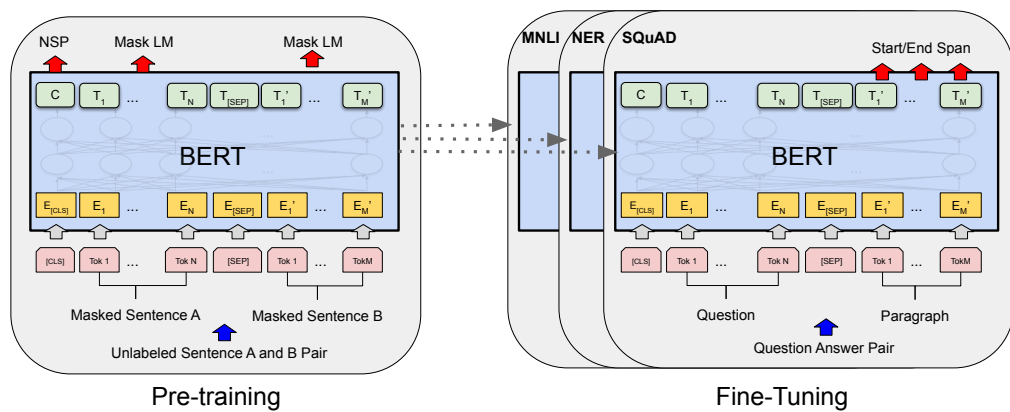 NSP Mask LM Mask LM
C T1 ... TN T[SEP] T1' ... TM'
...
BERT
...
E[CLS] E1 ... EN E[SEP] E1' ... EM'
[CLS] Tok 1 ... Tok N [SEP] Tok 1 ... TokM
Masked Sentence A Masked Sentence B
Unlabeled Sentence A and B Pair
Pre-training
MNLI NER SQuAD
Start/End Span
C T1 ... TN T[SEP] T1' ... TM'
...
BERT
...
E[CLS] E1 ... EN E[SEP] E1' ... EM'
[CLS] Tok 1 ... Tok N [SEP] Tok 1 ... TokM
Question Paragraph
Question Answer Pair
Fine-Tuning